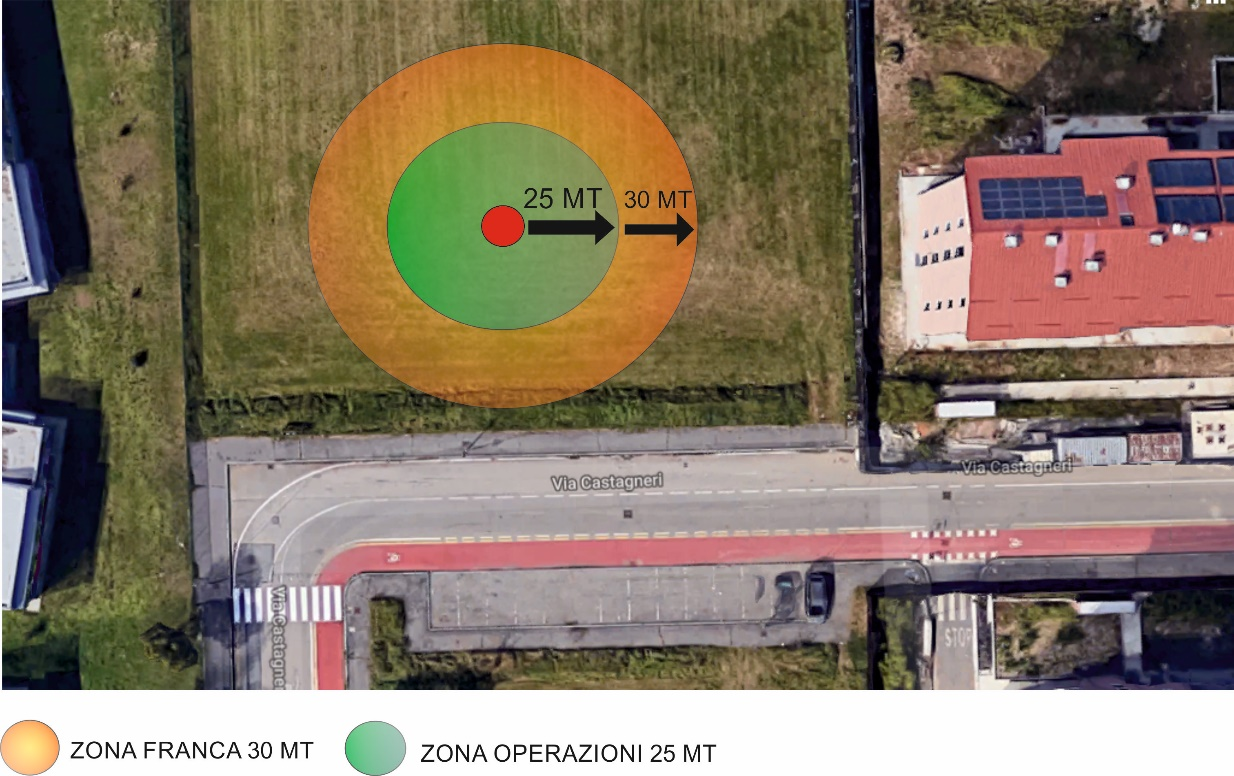 25 MT
30 MT
Via Castagneri
Via Castagneri
Via Castagneri
STOP
ZONA FRANCA 30 MT
ZONA OPERAZIONI 25 MT